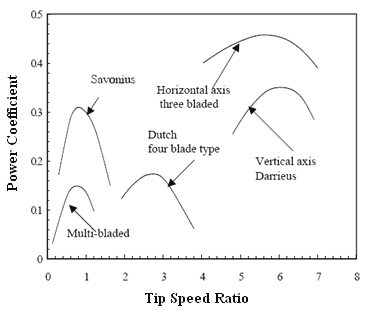 0.5
0.4
0.3
0.2
0.1
0
Power Coefficient
Savonius
Horizontal axis
three bladed
Dutch
four blade type
Vertical axis
Darrieus
Multi-bladed
0 1 2 3 4 5 6 7 8
Tip Speed Ratio